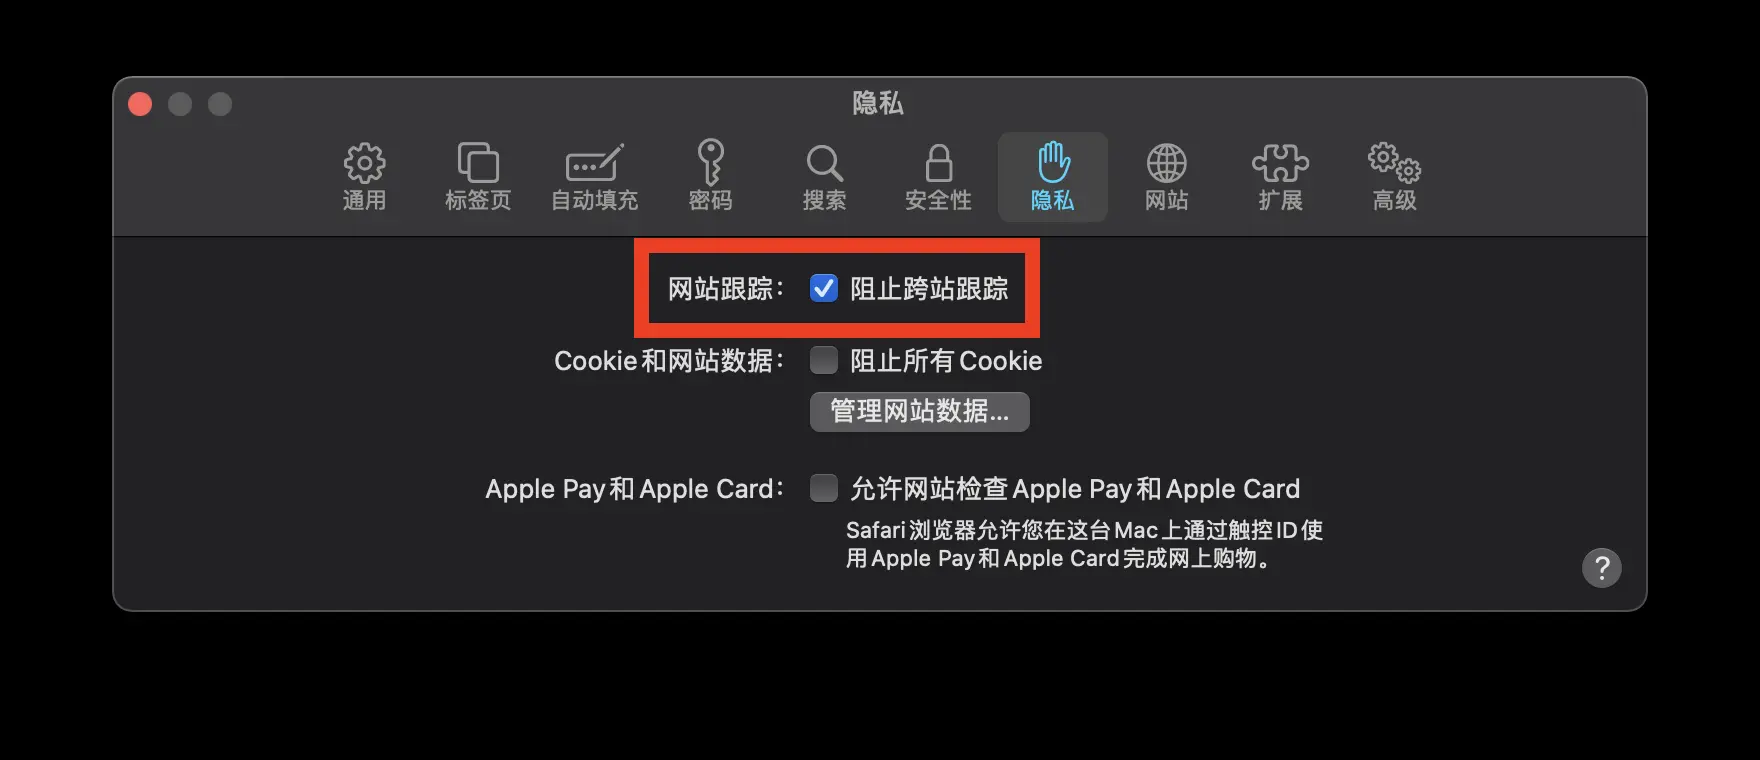 隐私
通用 标签页 自动填充 密码 搜索 安全性 隐私 网站 扩展 高级
网站跟踪： 阻止跨站跟踪
Cookie和网站数据： 阻止所有Cookie
管理网站数据...
Apple Pay和Apple Card： 允许网站检查Apple Pay和Apple Card
Safari浏览器允许您在这台Mac上通过触控ID使
用Apple Pay和Apple Card完成网上购物。
?